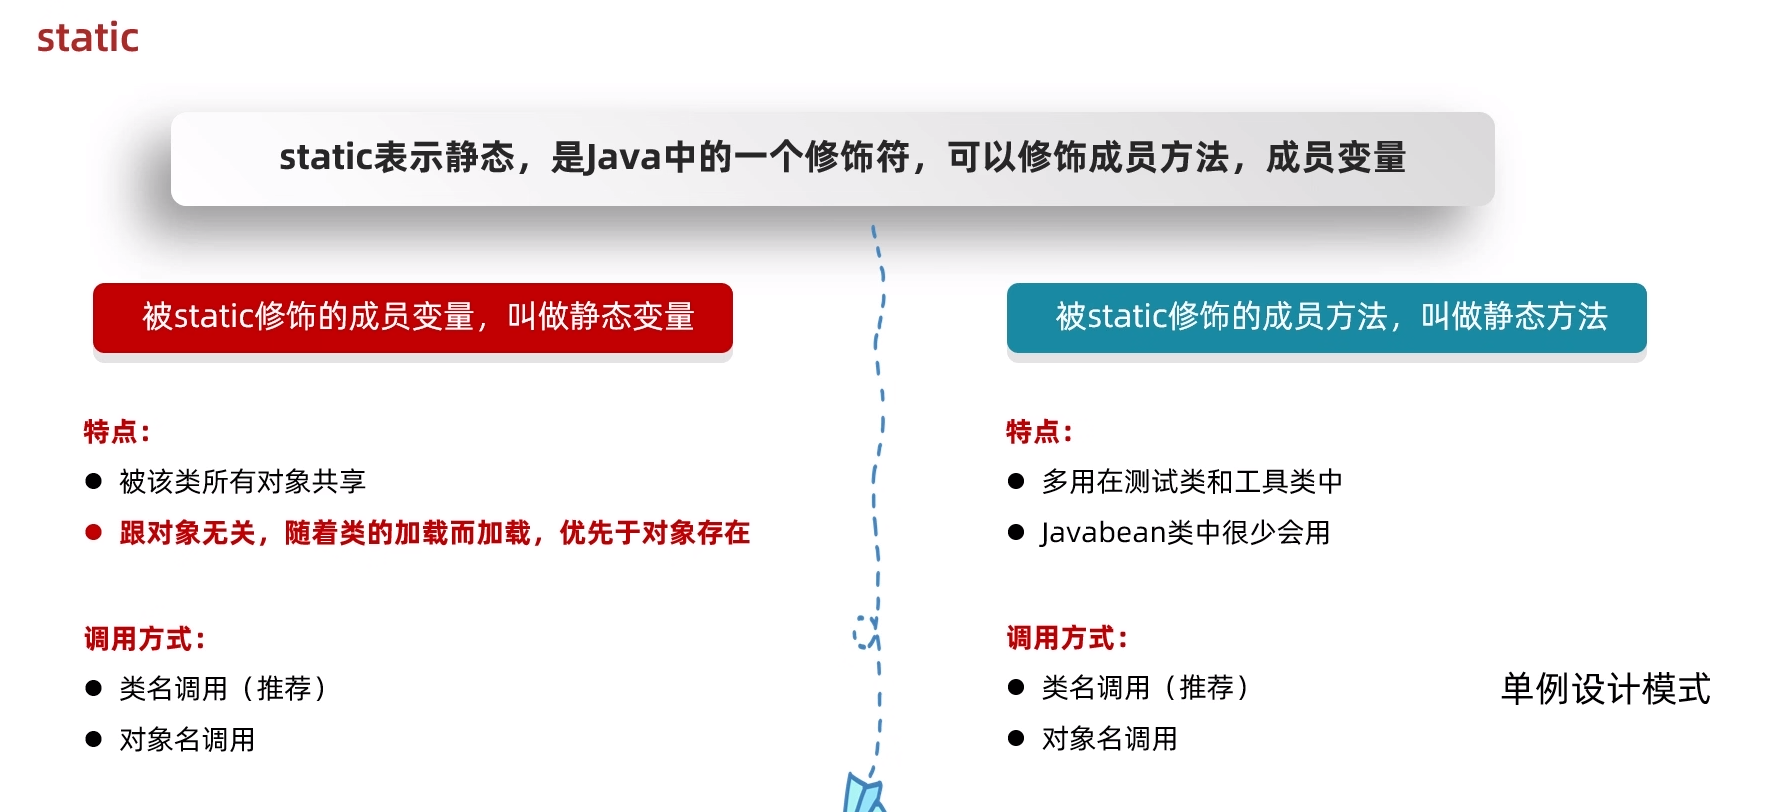 static
static表示静态，是Java中的一个修饰符，可以修饰成员方法，成员变量
被static修饰的成员变量，叫做静态变量
特点：
● 被该类所有对象共享
● 跟对象无关，随着类的加载而加载，优先于对象存在
调用方式：
● 类名调用（推荐）
● 对象名调用
被static修饰的成员方法，叫做静态方法
特点：
● 多用在测试类和工具类中
● Javabean类中很少会用
调用方式：
● 类名调用（推荐）
● 对象名调用
单例设计模式